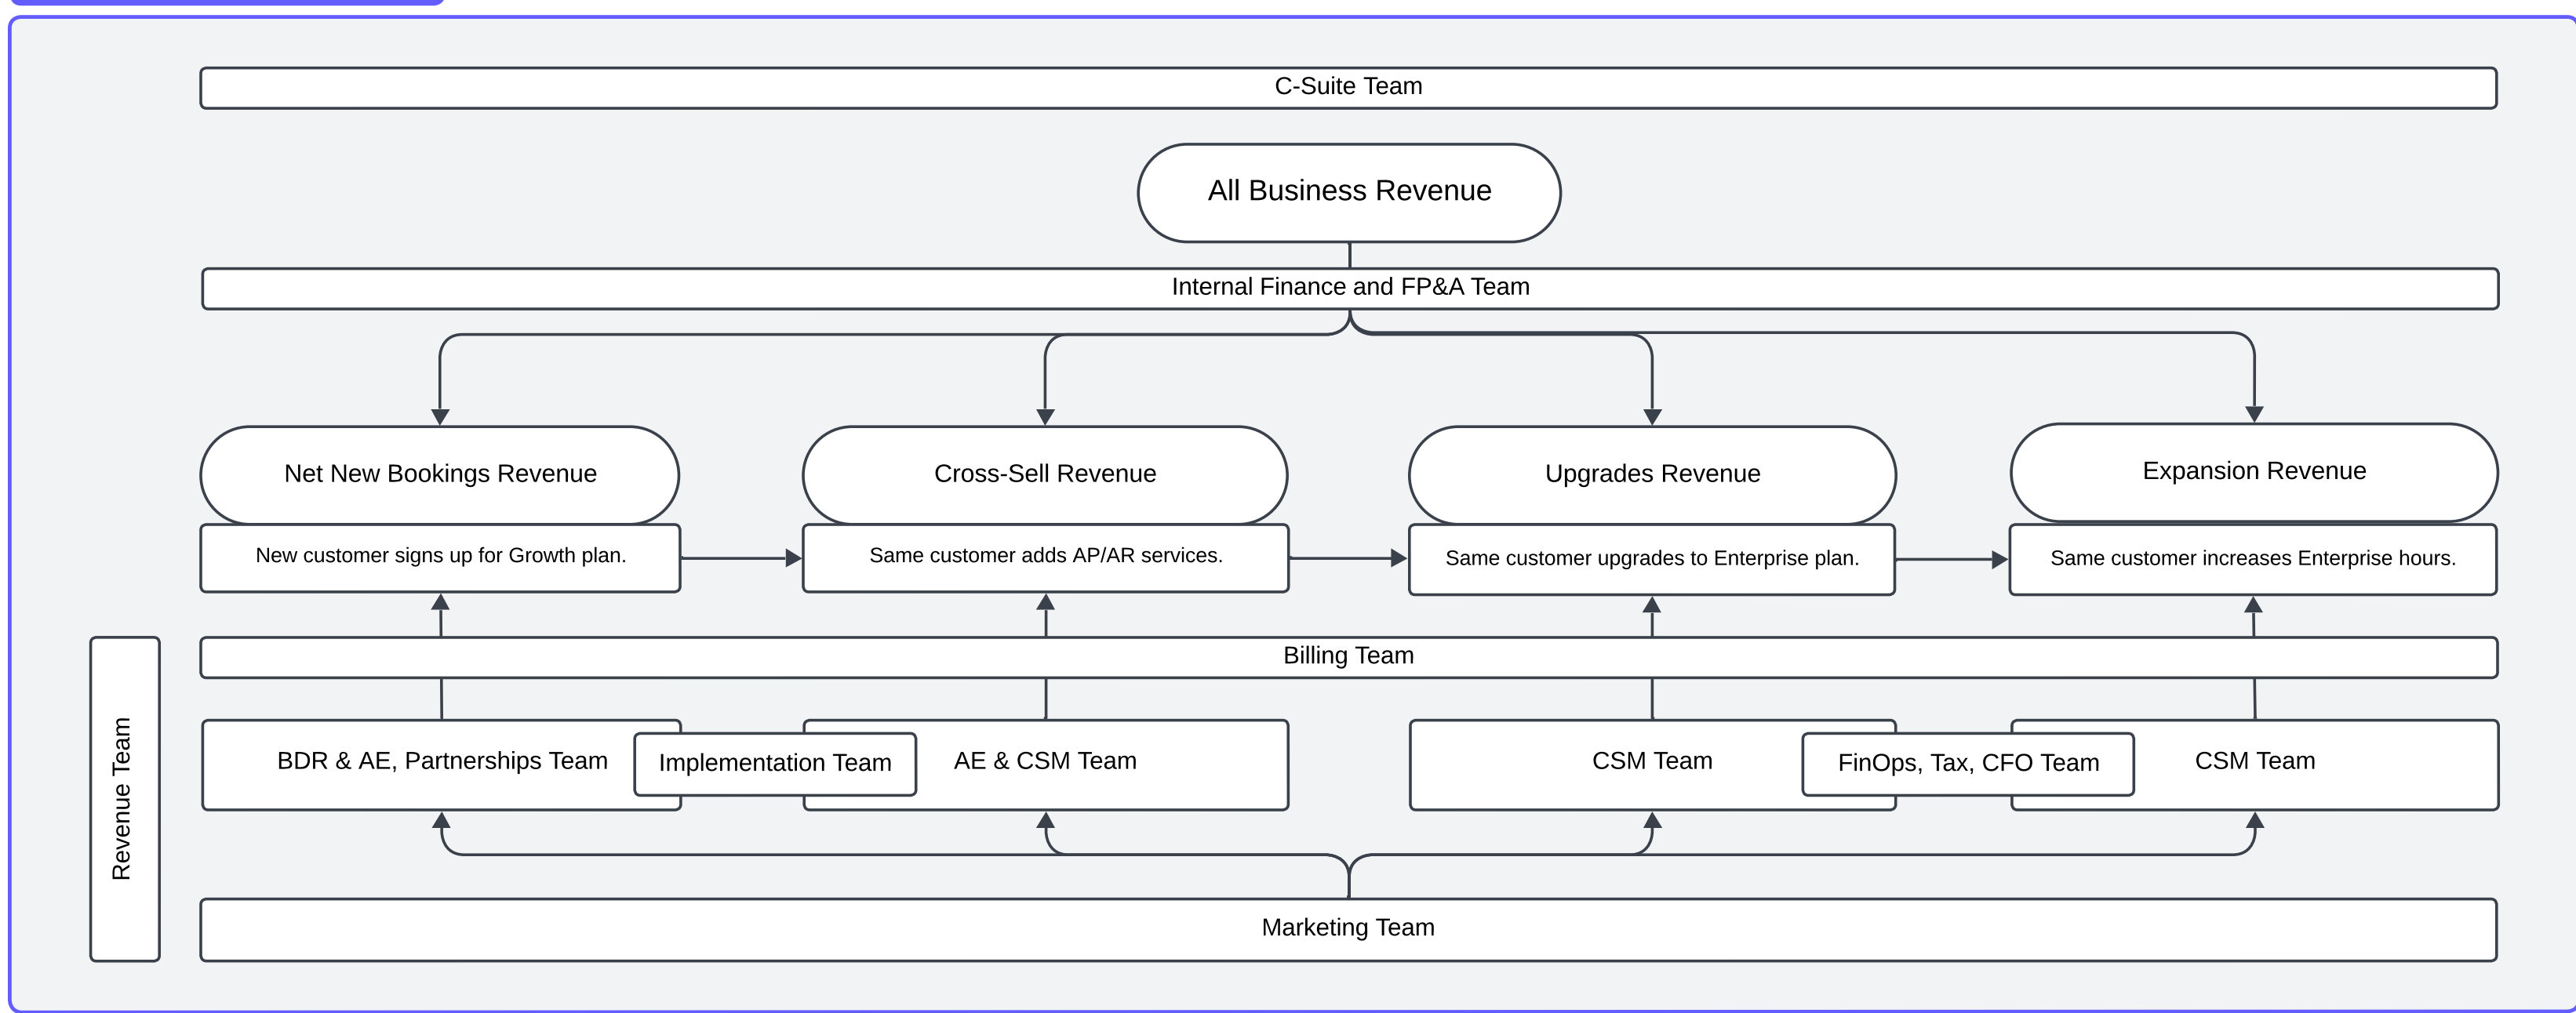 C-Suite Team
All Business Revenue
Internal Finance and FP&A Team
Net New Bookings Revenue
Cross-Sell Revenue
Upgrades Revenue
Expansion Revenue
New customer signs up for Growth plan.
Same customer adds AP/AR services.
Same customer upgrades to Enterprise plan.
Same customer increases Enterprise hours.
Revenue Team
Billing Team
BDR & AE, Partnerships Team
Implementation Team
AE & CSM Team
CSM Team
FinOps, Tax, CFO Team
CSM Team
Marketing Team